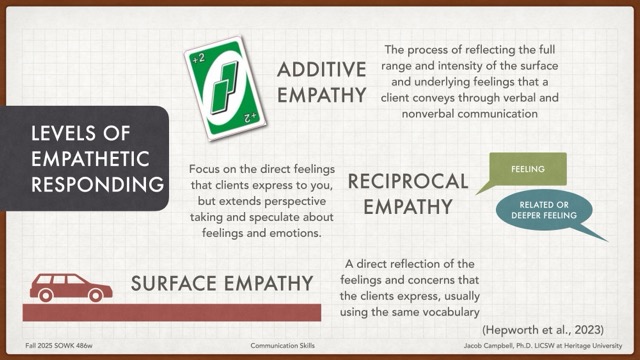 +2
+2
ADDITIVE
EMPATHY
The process of reflecting the full
range and intensity of the surface
and underlying feelings that a
client conveys through verbal and
nonverbal communication
LEVELS OF
EMPATHETIC
RESPONDING
Focus on the direct feelings
that clients express to you,
but extends perspective
taking and speculate about
feelings and emotions.
RECIPROCAL
EMPATHY
FEELING
RELATED OR
DEEPER FEELING
SURFACE EMPATHY
A direct reflection of the
feelings and concerns that
the clients express, usually
using the same vocabulary
(Hepworth et al., 2023)
Fall 2025 SOWK 486w
Communication Skills
Jacob Campbell, Ph.D. LICSW at Heritage University